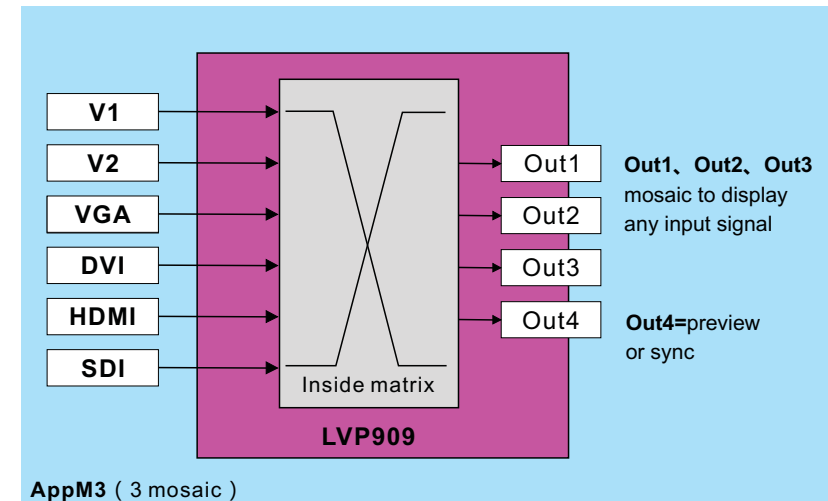 V1
V2
VGA
DVI
HDMI
SDI
Inside matrix
LVP909
Out1
Out2
Out3
Out4
Out1、Out2、Out3
mosaic to display
any input signal
Out4=preview
or sync
AppM3（3 mosaic）